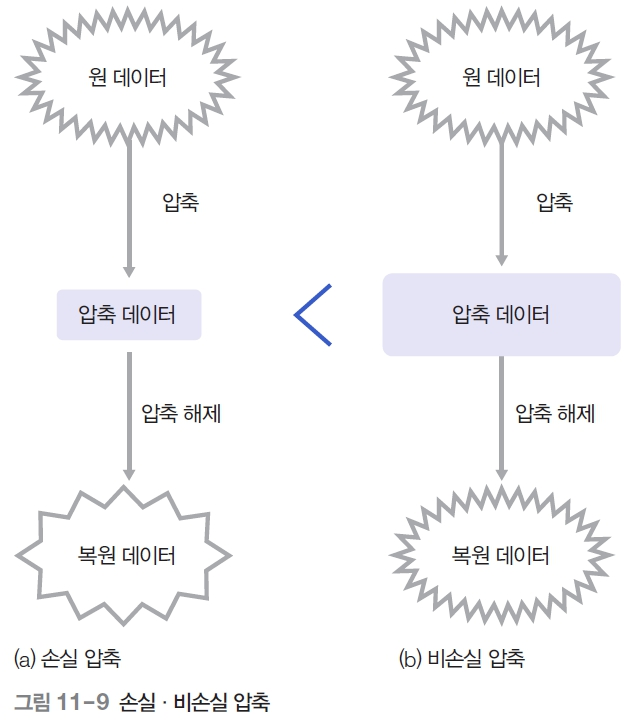 원 데이터
원 데이터
압축
압축
압축 데이터
<
압축 데이터
압축 해제
압축 해제
복원 데이터
복원 데이터
(a) 손실 압축
(b) 비손실 압축
그림 11-9 손실 · 비손실 압축